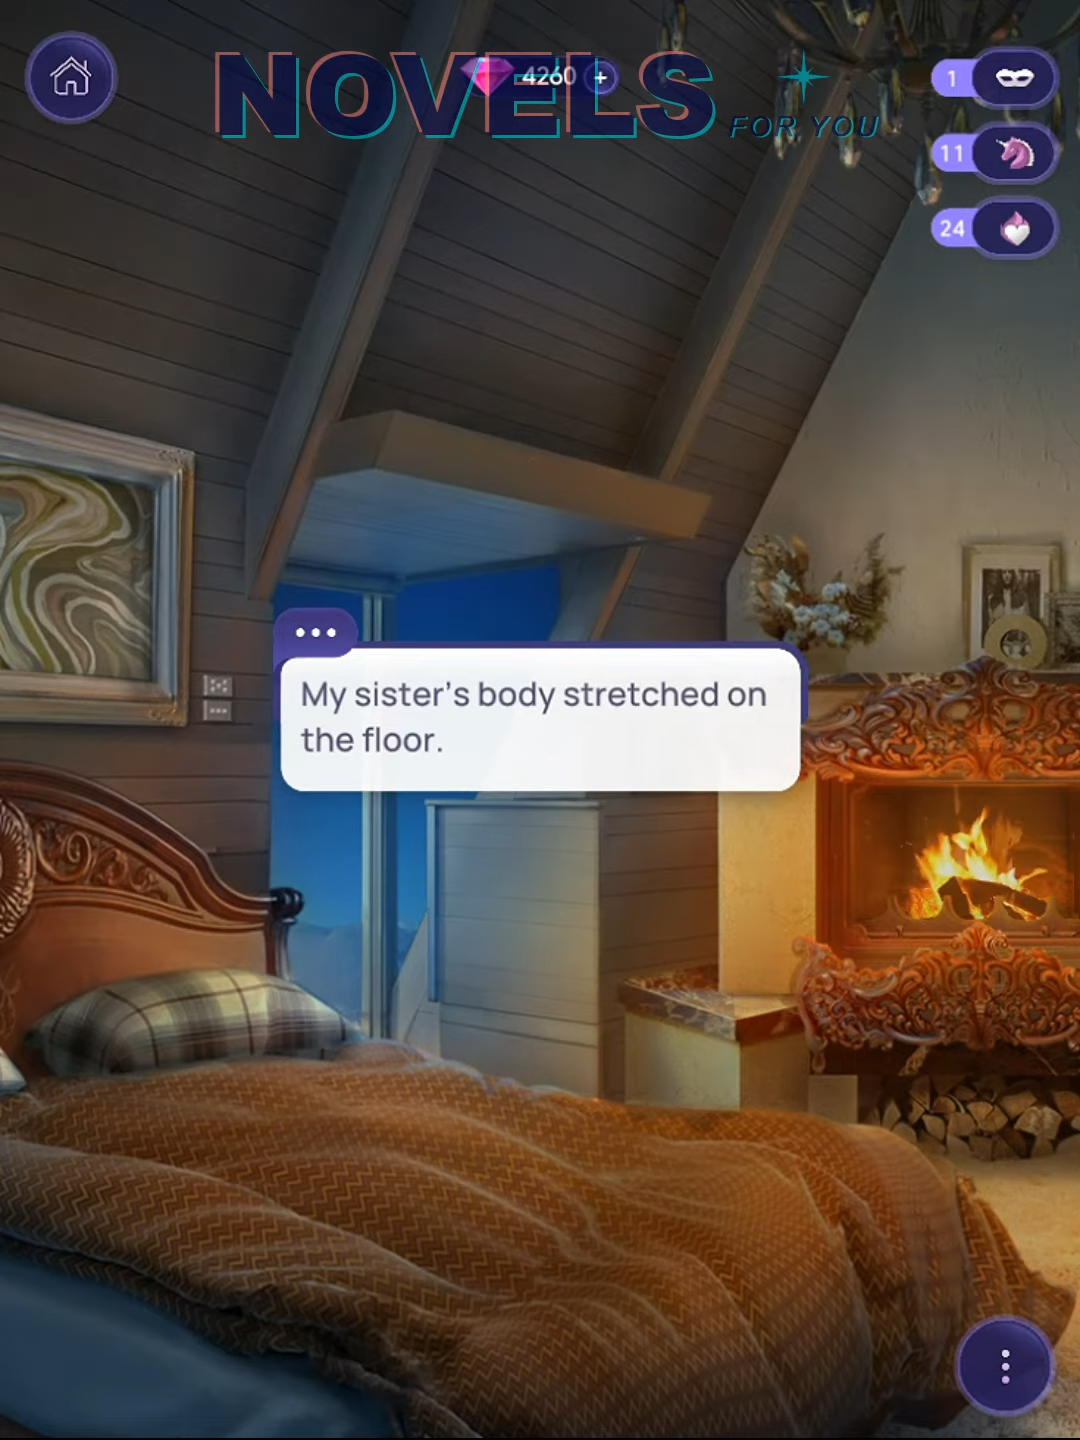 NOVELS
FOR YOU
4260 +
1
11
24
My sister's body stretched on
the floor.